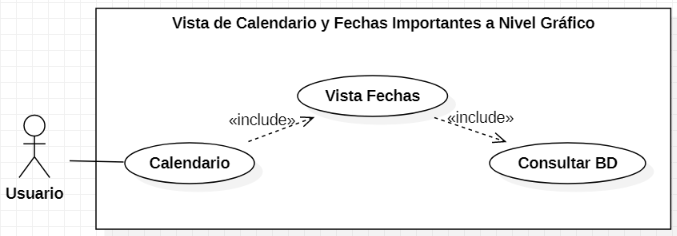 Vista de Calendario y Fechas Importantes a Nivel Gráfico
Vista Fechas
«include»
«include»
Calendario
Consultar BD
Usuario